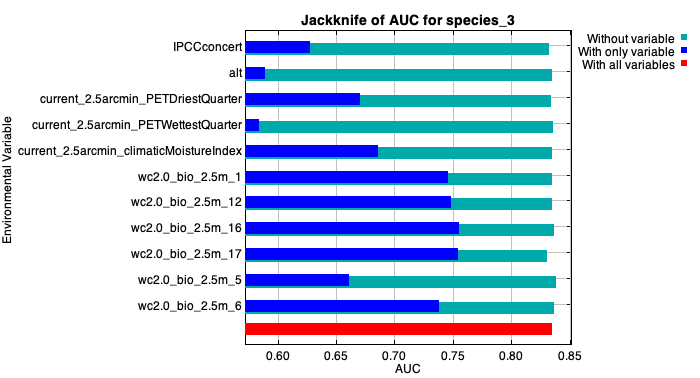 Jackknife of AUC for species_3
Without variable
With only variable
With all variables
Environmental Variable
IPCCconcert
alt
current_2.5arcmin_PETDriestQuarter
current_2.5arcmin_PETWettestQuarter
current_2.5arcmin_climaticMoistureIndex
wc2.0_bio_2.5m_1
wc2.0_bio_2.5m_12
wc2.0_bio_2.5m_16
wc2.0_bio_2.5m_17
wc2.0_bio_2.5m_5
wc2.0_bio_2.5m_6
0.60 0.65 0.70 0.75 0.80 0.85
AUC